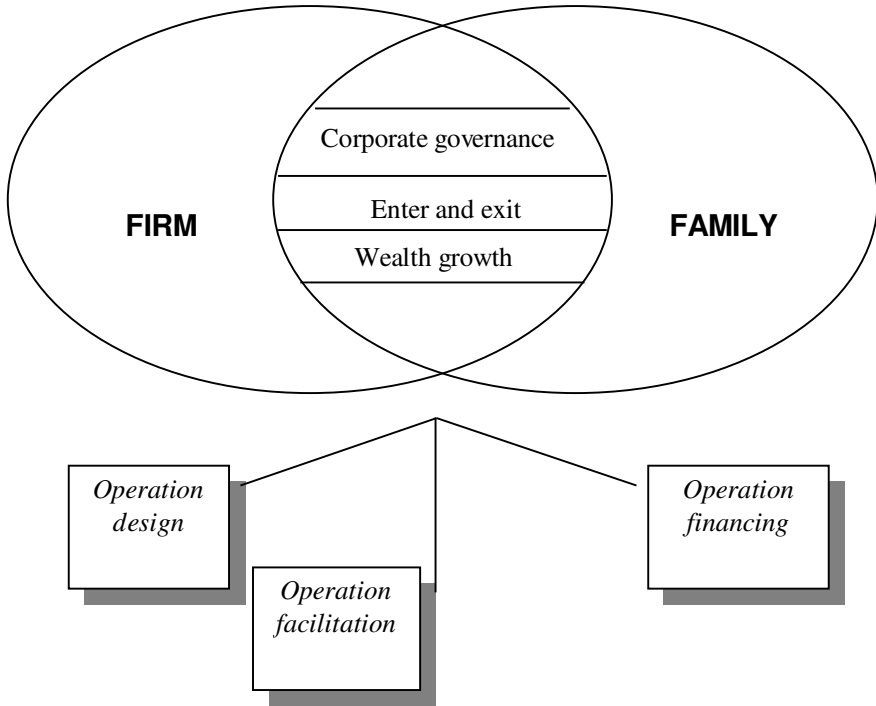 Corporate governance
FIRM
Enter and exit
FAMILY
Wealth growth
Operation
design
Operation
facilitation
Operation
financing